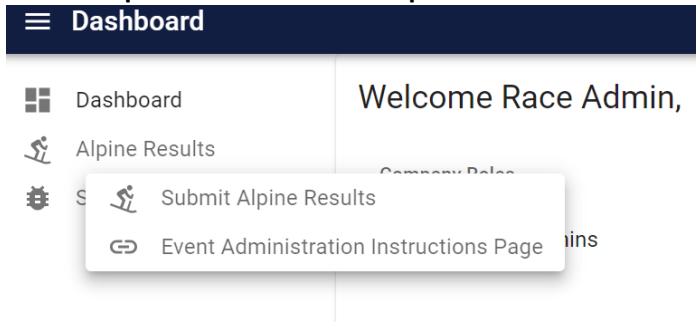 Dashboard
Dashboard
Welcome Race Admin,
Alpine Results
Submit Alpine Results
Event Administration Instructions Page